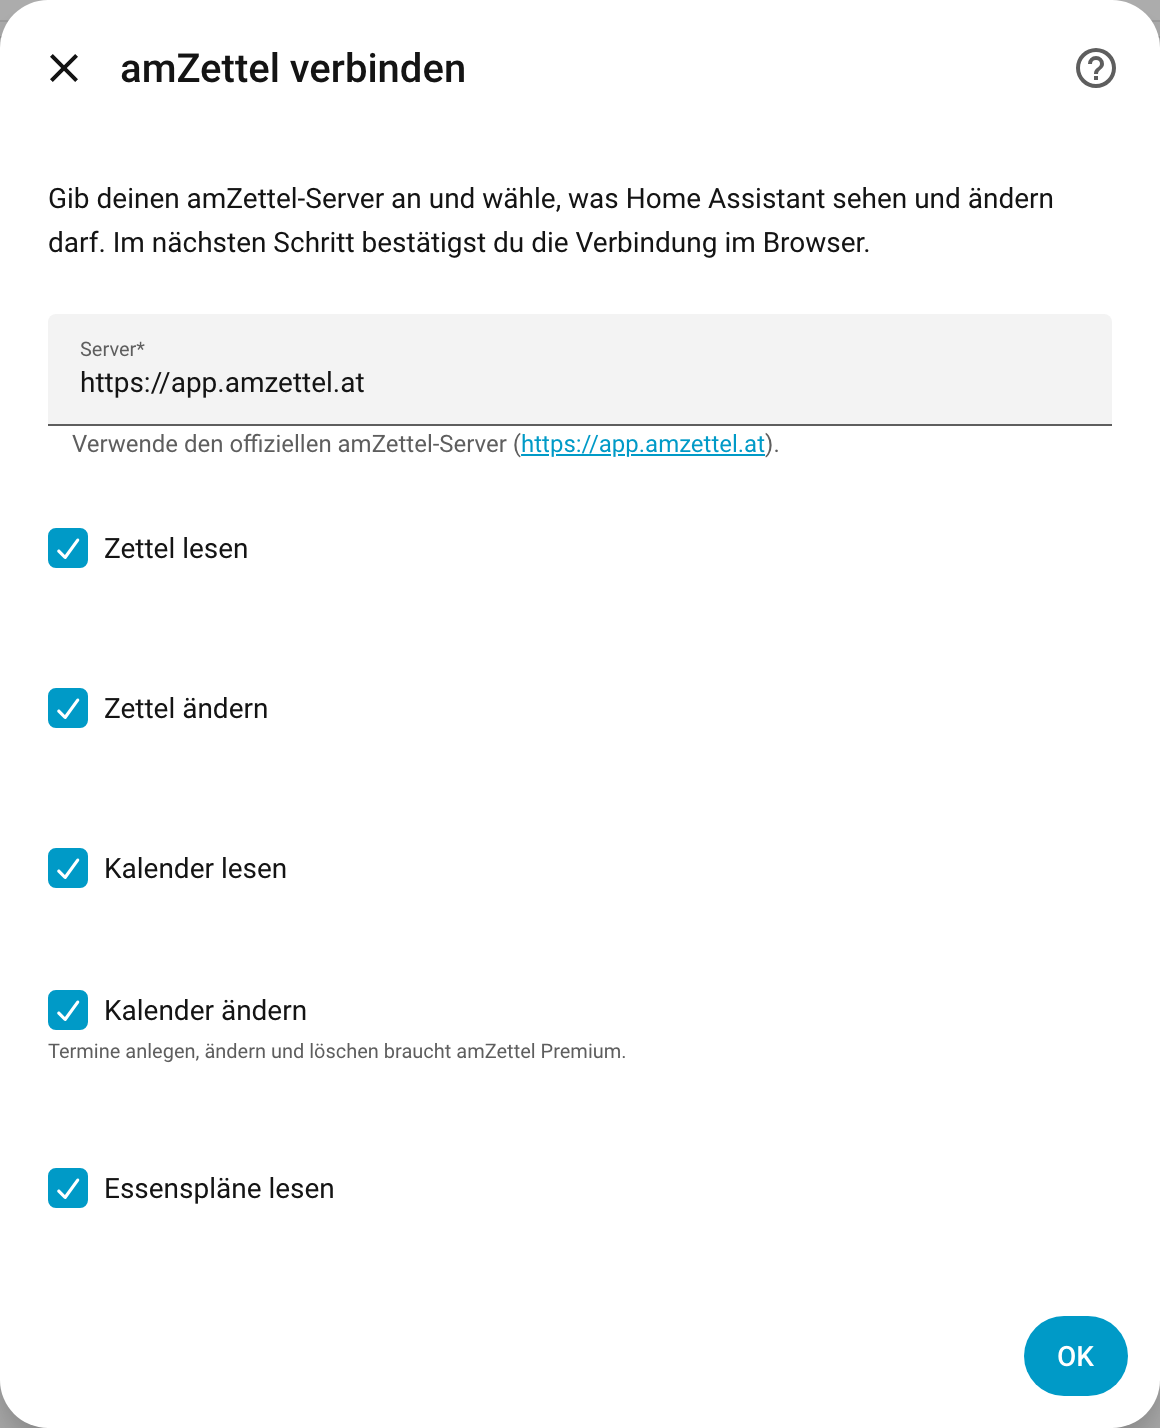 amZettel verbinden
Gib deinen amZettel-Server an und wähle, was Home Assistant sehen und ändern
darf. Im nächsten Schritt bestätigst du die Verbindung im Browser.
Server*
https://app.amzettel.at
Verwende den offiziellen amZettel-Server (https://app.amzettel.at).
Zettel lesen
Zettel ändern
Kalender lesen
Kalender ändern
Termine anlegen, ändern und löschen braucht amZettel Premium.
Essenspläne lesen
OK